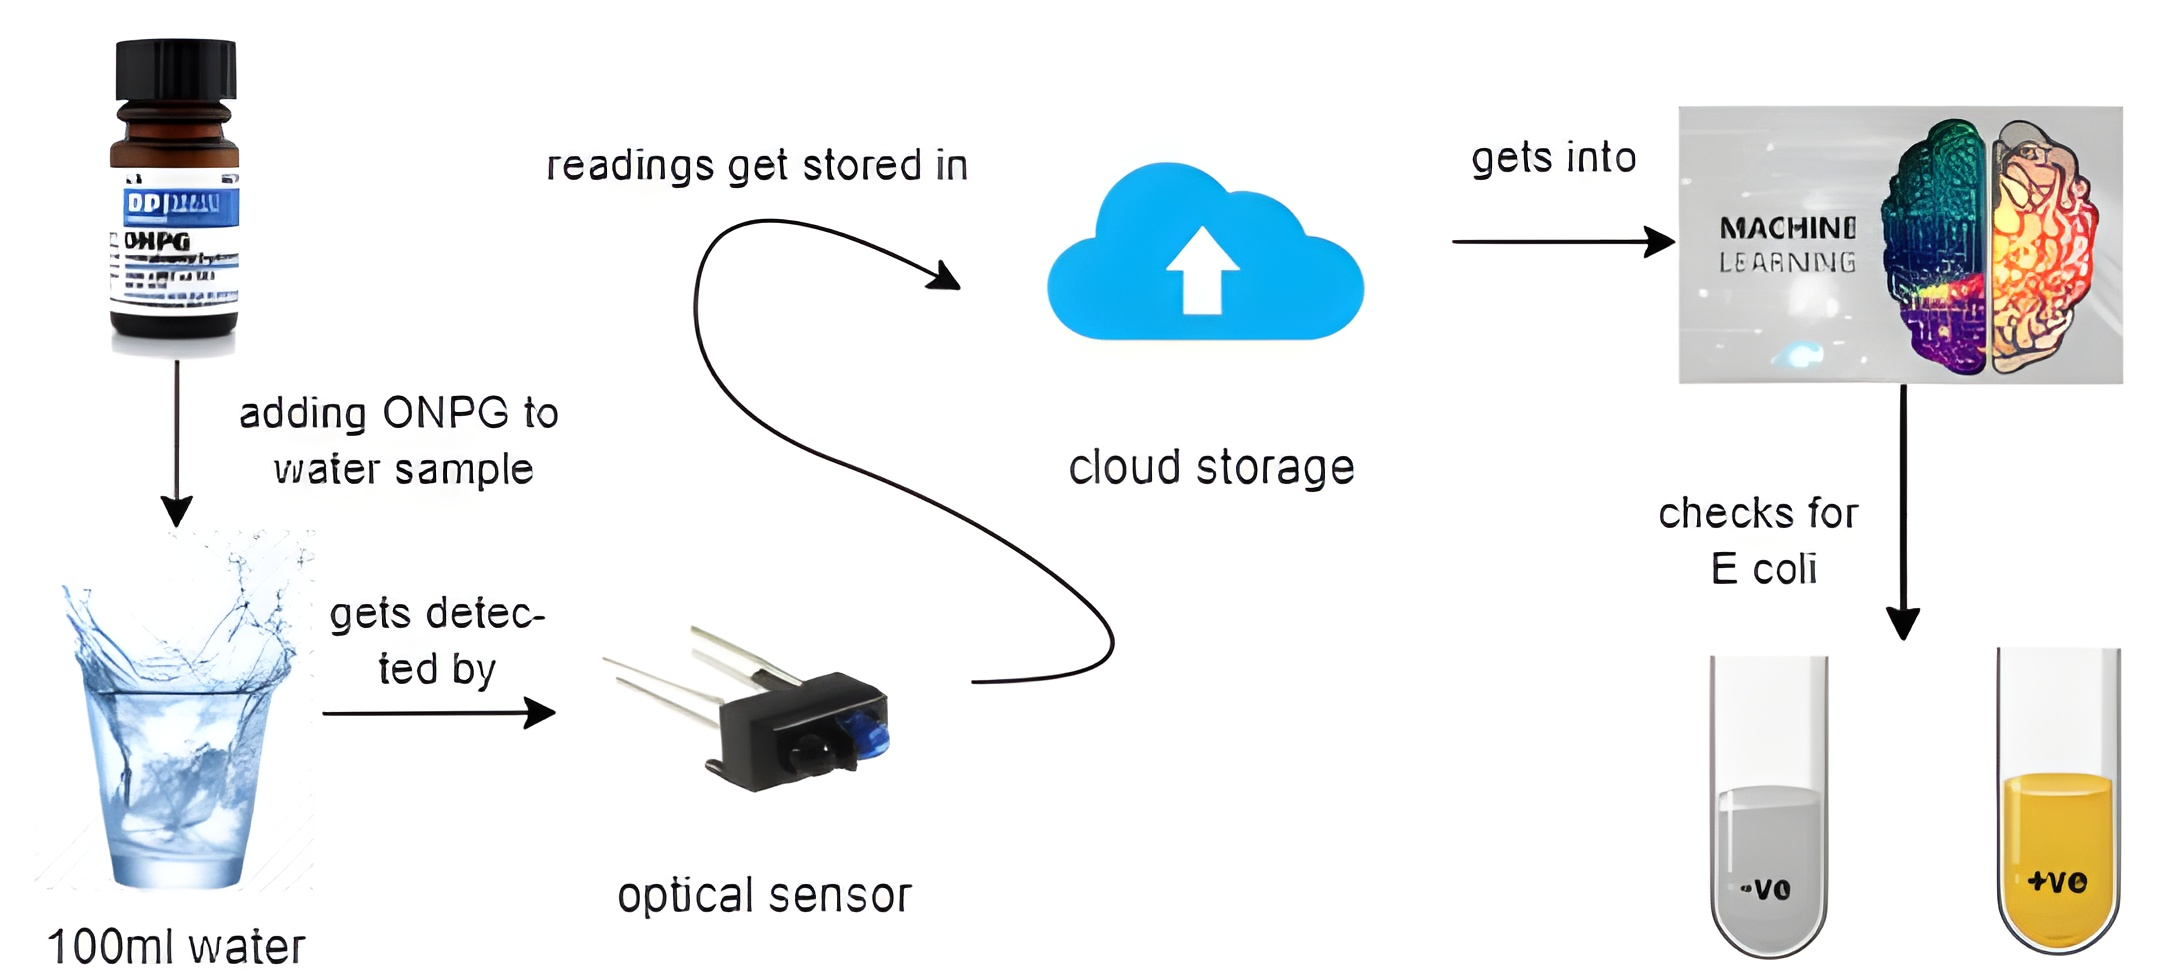 ONPG
adding ONPG to
water sample
100ml water
gets detec-
ted by
optical sensor
readings get stored in
cloud storage
gets into
MACHINE
LEARNING
checks for
E coli
-ve
+ve